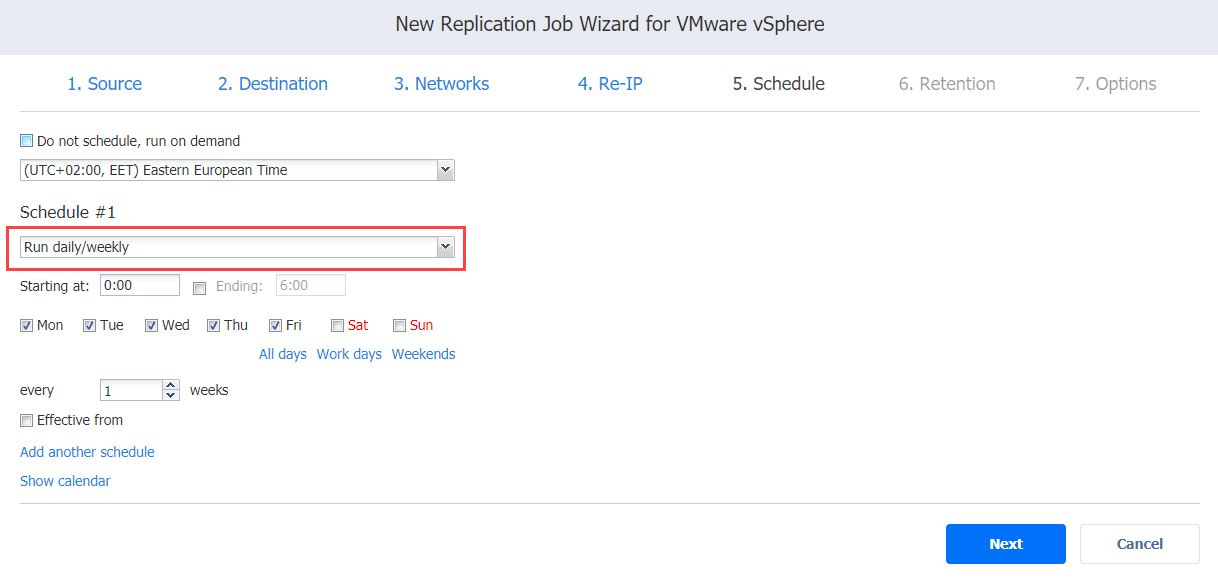 New Replication Job Wizard for VMware vSphere
1. Source 2. Destination 3. Networks 4. Re-IP 5. Schedule 6. Retention 7. Options
Do not schedule, run on demand
(UTC+02:00, EET) Eastern European Time
Schedule #1
Run daily/weekly
Starting at: 0:00 Ending: 6:00
Mon Tue Wed Thu Fri Sat Sun
All days Work days Weekends
every 1 weeks
Effective from
Add another schedule
Show calendar
Next Cancel